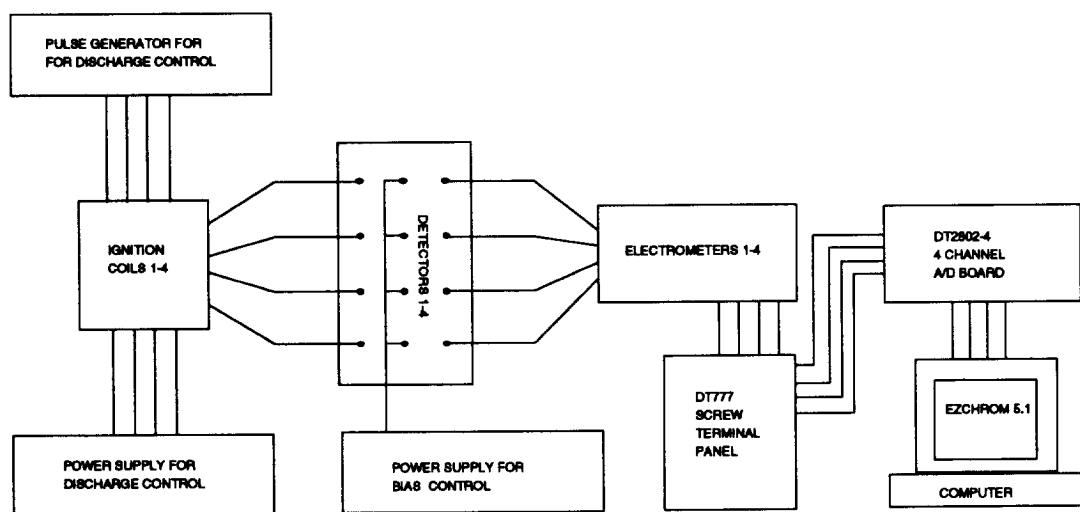 PULSE GENERATOR FOR
FOR DISCHARGE CONTROL
IGNITION
COILS 1-4
POWER SUPPLY FOR
DISCHARGE CONTROL
DETECTORS 1-4
POWER SUPPLY FOR
BIAS CONTROL
ELECTROMETERS 1-4
DT777
SCREW
TERMINAL
PANEL
DT2802-4
4 CHANNEL
A/D BOARD
EZCHROM 5.1
COMPUTER